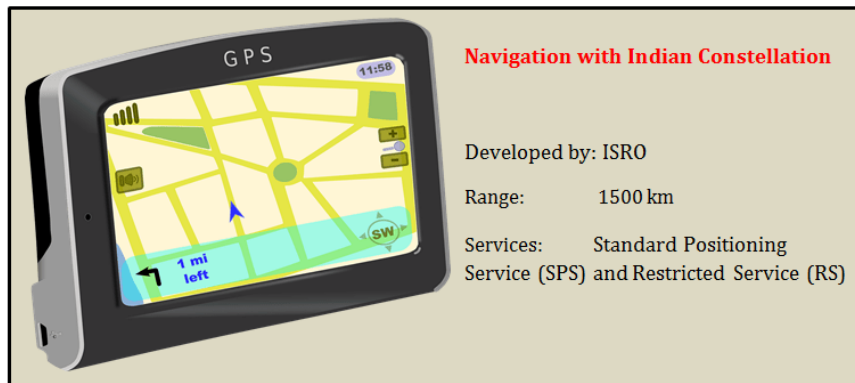 GPS
11:58
+
-
SW
1 mi
left
Navigation with Indian Constellation
Developed by: ISRO
Range: 1500 km
Services: Standard Positioning
Service (SPS) and Restricted Service (RS)